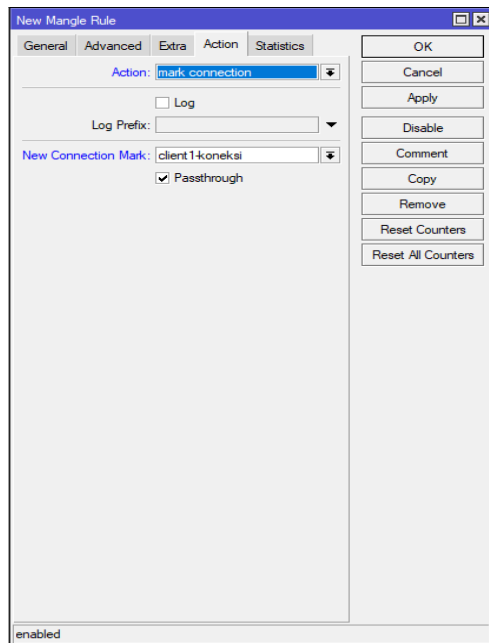 New Mangle Rule
General Advanced Extra Action Statistics
OK
Action: mark connection
Cancel
Log
Apply
Log Prefix:
Disable
New Connection Mark: client1-koneksi
Comment
Passthrough
Copy
Remove
Reset Counters
Reset All Counters
enabled